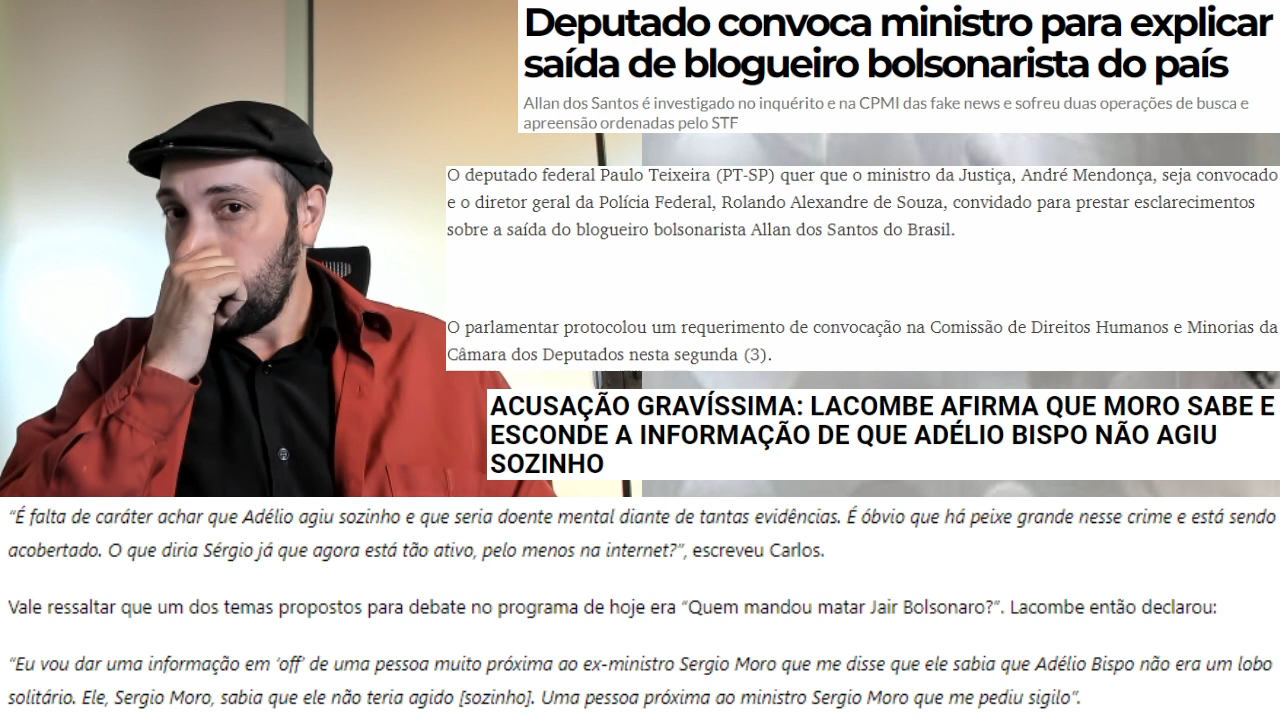 Deputado convoca ministro para explicar
saída de blogueiro bolsonarista do país
Allan dos Santos é investigado no inquérito e na CPMI das fake news e sofreu duas operações de busca e
apreensão ordenadas pelo STF
O deputado federal Paulo Teixeira (PT-SP) quer que o ministro da Justiça, André Mendonça, seja convocado
e o diretor geral da Polícia Federal, Rolando Alexandre de Souza, convidado para prestar esclarecimentos
sobre a saída do blogueiro bolsonarista Allan dos Santos do Brasil.
O parlamentar protocolou um requerimento de convocação na Comissão de Direitos Humanos e Minorias da
Câmara dos Deputados nesta segunda (3).
ACUSAÇÃO GRAVÍSSIMA: LACOMBE AFIRMA QUE MORO SABE E
ESCONDE A INFORMAÇÃO DE QUE ADÉLIO BISPO NÃO AGIU
SOZINHO
“É falta de caráter achar que Adélio agiu sozinho e que seria doente mental diante de tantas evidências. É óbvio que há peixe grande nesse crime e está sendo
acobertado. O que diria Sérgio já que agora está tão ativo, pelo menos na internet?”, escreveu Carlos.
Vale ressaltar que um dos temas propostos para debate no programa de hoje era “Quem mandou matar Jair Bolsonaro?”. Lacombe então declarou:
“Eu vou dar uma informação em ‘off’ de uma pessoa muito próxima ao ex-ministro Sergio Moro que me disse que ele sabia que Adélio Bispo não era um lobo
solitário. Ele, Sergio Moro, sabia que ele não teria agido [sozinho]. Uma pessoa próxima ao ministro Sergio Moro que me pediu sigilo”.